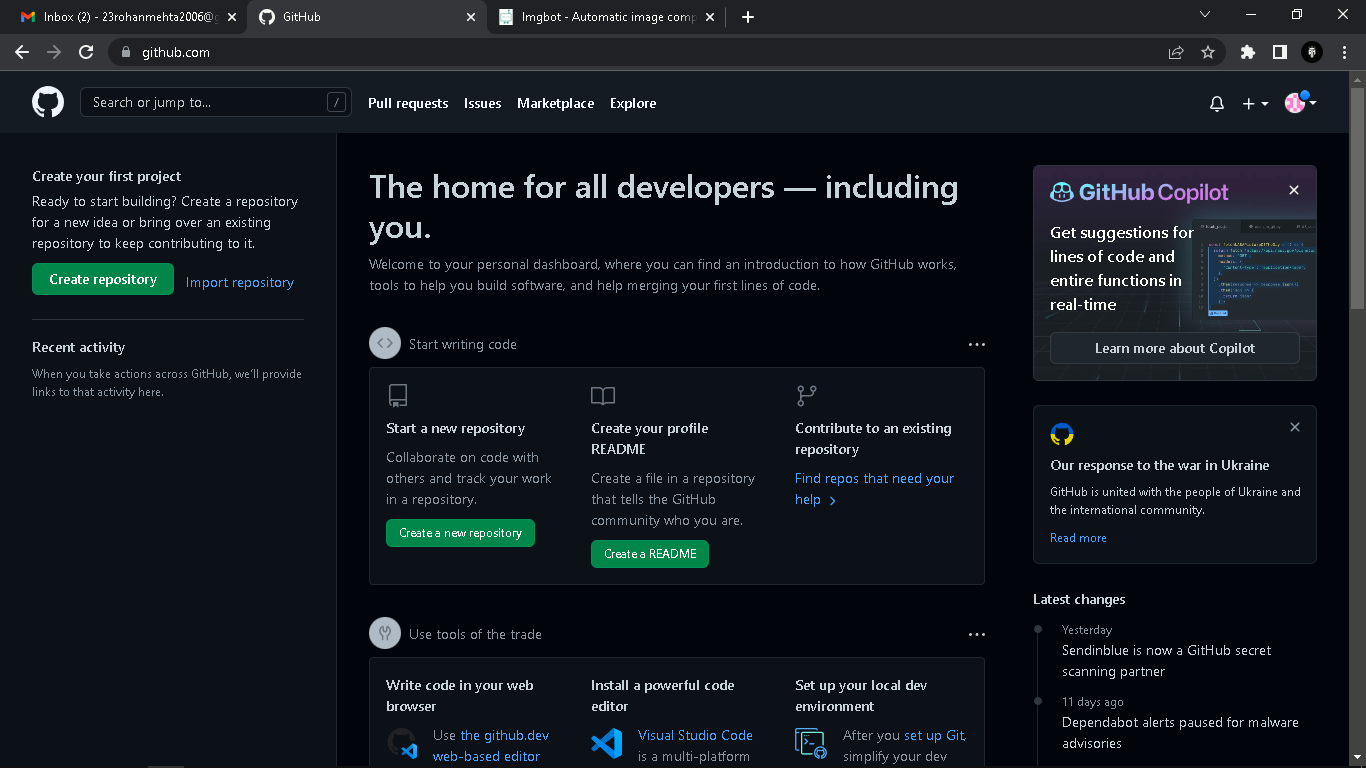 Inbox (2) - 23rohanmehta2006@g
GitHub
Imgbot - Automatic image comp
github.com
Search or jump to...
/
Pull requests
Issues
Marketplace
Explore
Create your first project
Ready to start building? Create a repository
for a new idea or bring over an existing
repository to keep contributing to it.
Create repository
Import repository
Recent activity
When you take actions across GitHub, we'll provide
links to that activity here.
The home for all developers — including
you.
Welcome to your personal dashboard, where you can find an introduction to how GitHub works,
tools to help you build software, and help merging your first lines of code.
Start writing code
Start a new repository
Collaborate on code with
others and track your work
in a repository.
Create a new repository
Create your profile
README
Create a file in a repository
that tells the GitHub
community who you are.
Create a README
Contribute to an existing
repository
Find repos that need your
help
Use tools of the trade
Write code in your web
browser
Use the github.dev
web-based editor
Install a powerful code
editor
Visual Studio Code
is a multi-platform
Set up your local dev
environment
After you set up Git,
simplify your dev
GitHub Copilot
Get suggestions for
lines of code and
entire functions in
real-time
Learn more about Copilot
Our response to the war in Ukraine
GitHub is united with the people of Ukraine and
the international community.
Read more
Latest changes
Yesterday
Sendinblue is now a GitHub secret
scanning partner
11 days ago
Dependabot alerts paused for malware
advisories